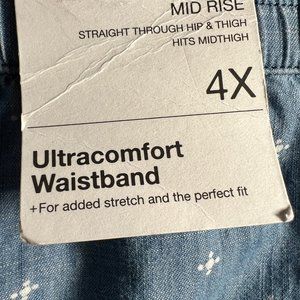 MID RISE
STRAIGHT THROUGH HIP & THIGH
HITS MIDTHIGH
4X
Ultracomfort
Waistband
+For added stretch and the perfect fit